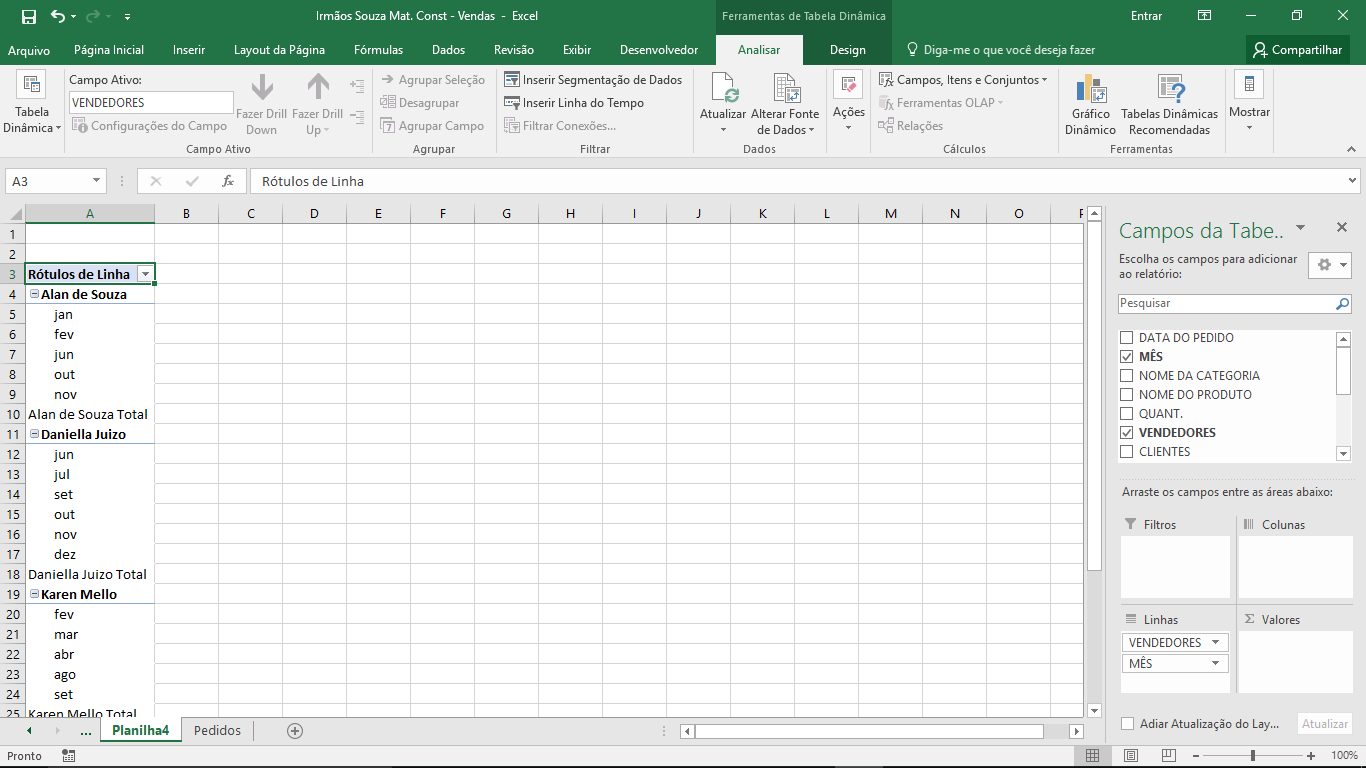 Irmãos Souza Mat. Const - Vendas - Excel
Ferramentas de Tabela Dinâmica
Entrar
Arquivo Página Inicial Inserir Layout da Página Fórmulas Dados Revisão Exibir Desenvolvedor Analisar Design Diga-me o que você deseja fazer Compartilhar
Tabela
Dinâmica
Campo Ativo:
VENDEDORES
Configurações do Campo
Fazer Drill
Down
Fazer Drill
Up
Campo Ativo
Agrupar Seleção
Desagrupar
Agrupar Campo
Agrupar
Inserir Segmentação de Dados
Inserir Linha do Tempo
Filtrar Conexões...
Filtrar
Atualizar
Alterar Fonte
de Dados
Dados
Ações
Campos, Itens e Conjuntos
Ferramentas OLAP
Relações
Cálculos
Gráfico
Dinâmico
Tabelas Dinâmicas
Recomendadas
Ferramentas
Mostrar
A3
fx
Rótulos de Linha
A B C D E F G H I J K L M N O P
1
2
3 Rótulos de Linha
4 Alan de Souza
5 jan
6 fev
7 jun
8 out
9 nov
10 Alan de Souza Total
11 Daniella Juizo
12 jun
13 jul
14 set
15 out
16 nov
17 dez
18 Daniella Juizo Total
19 Karen Mello
20 fev
21 mar
22 abr
23 ago
24 set
25 Karen Mello Total
Campos da Tabe..
Escolha os campos para adicionar
ao relatório:
Pesquisar
DATA DO PEDIDO
MÊS
NOME DA CATEGORIA
NOME DO PRODUTO
QUANT.
VENDEDORES
CLIENTES
Arraste os campos entre as áreas abaixo:
Filtros
Colunas
Linhas
Σ Valores
VENDEDORES
MÊS
Adiar Atualização do Lay...
Atualizar
... Planilha4 Pedidos
Pronto
100%